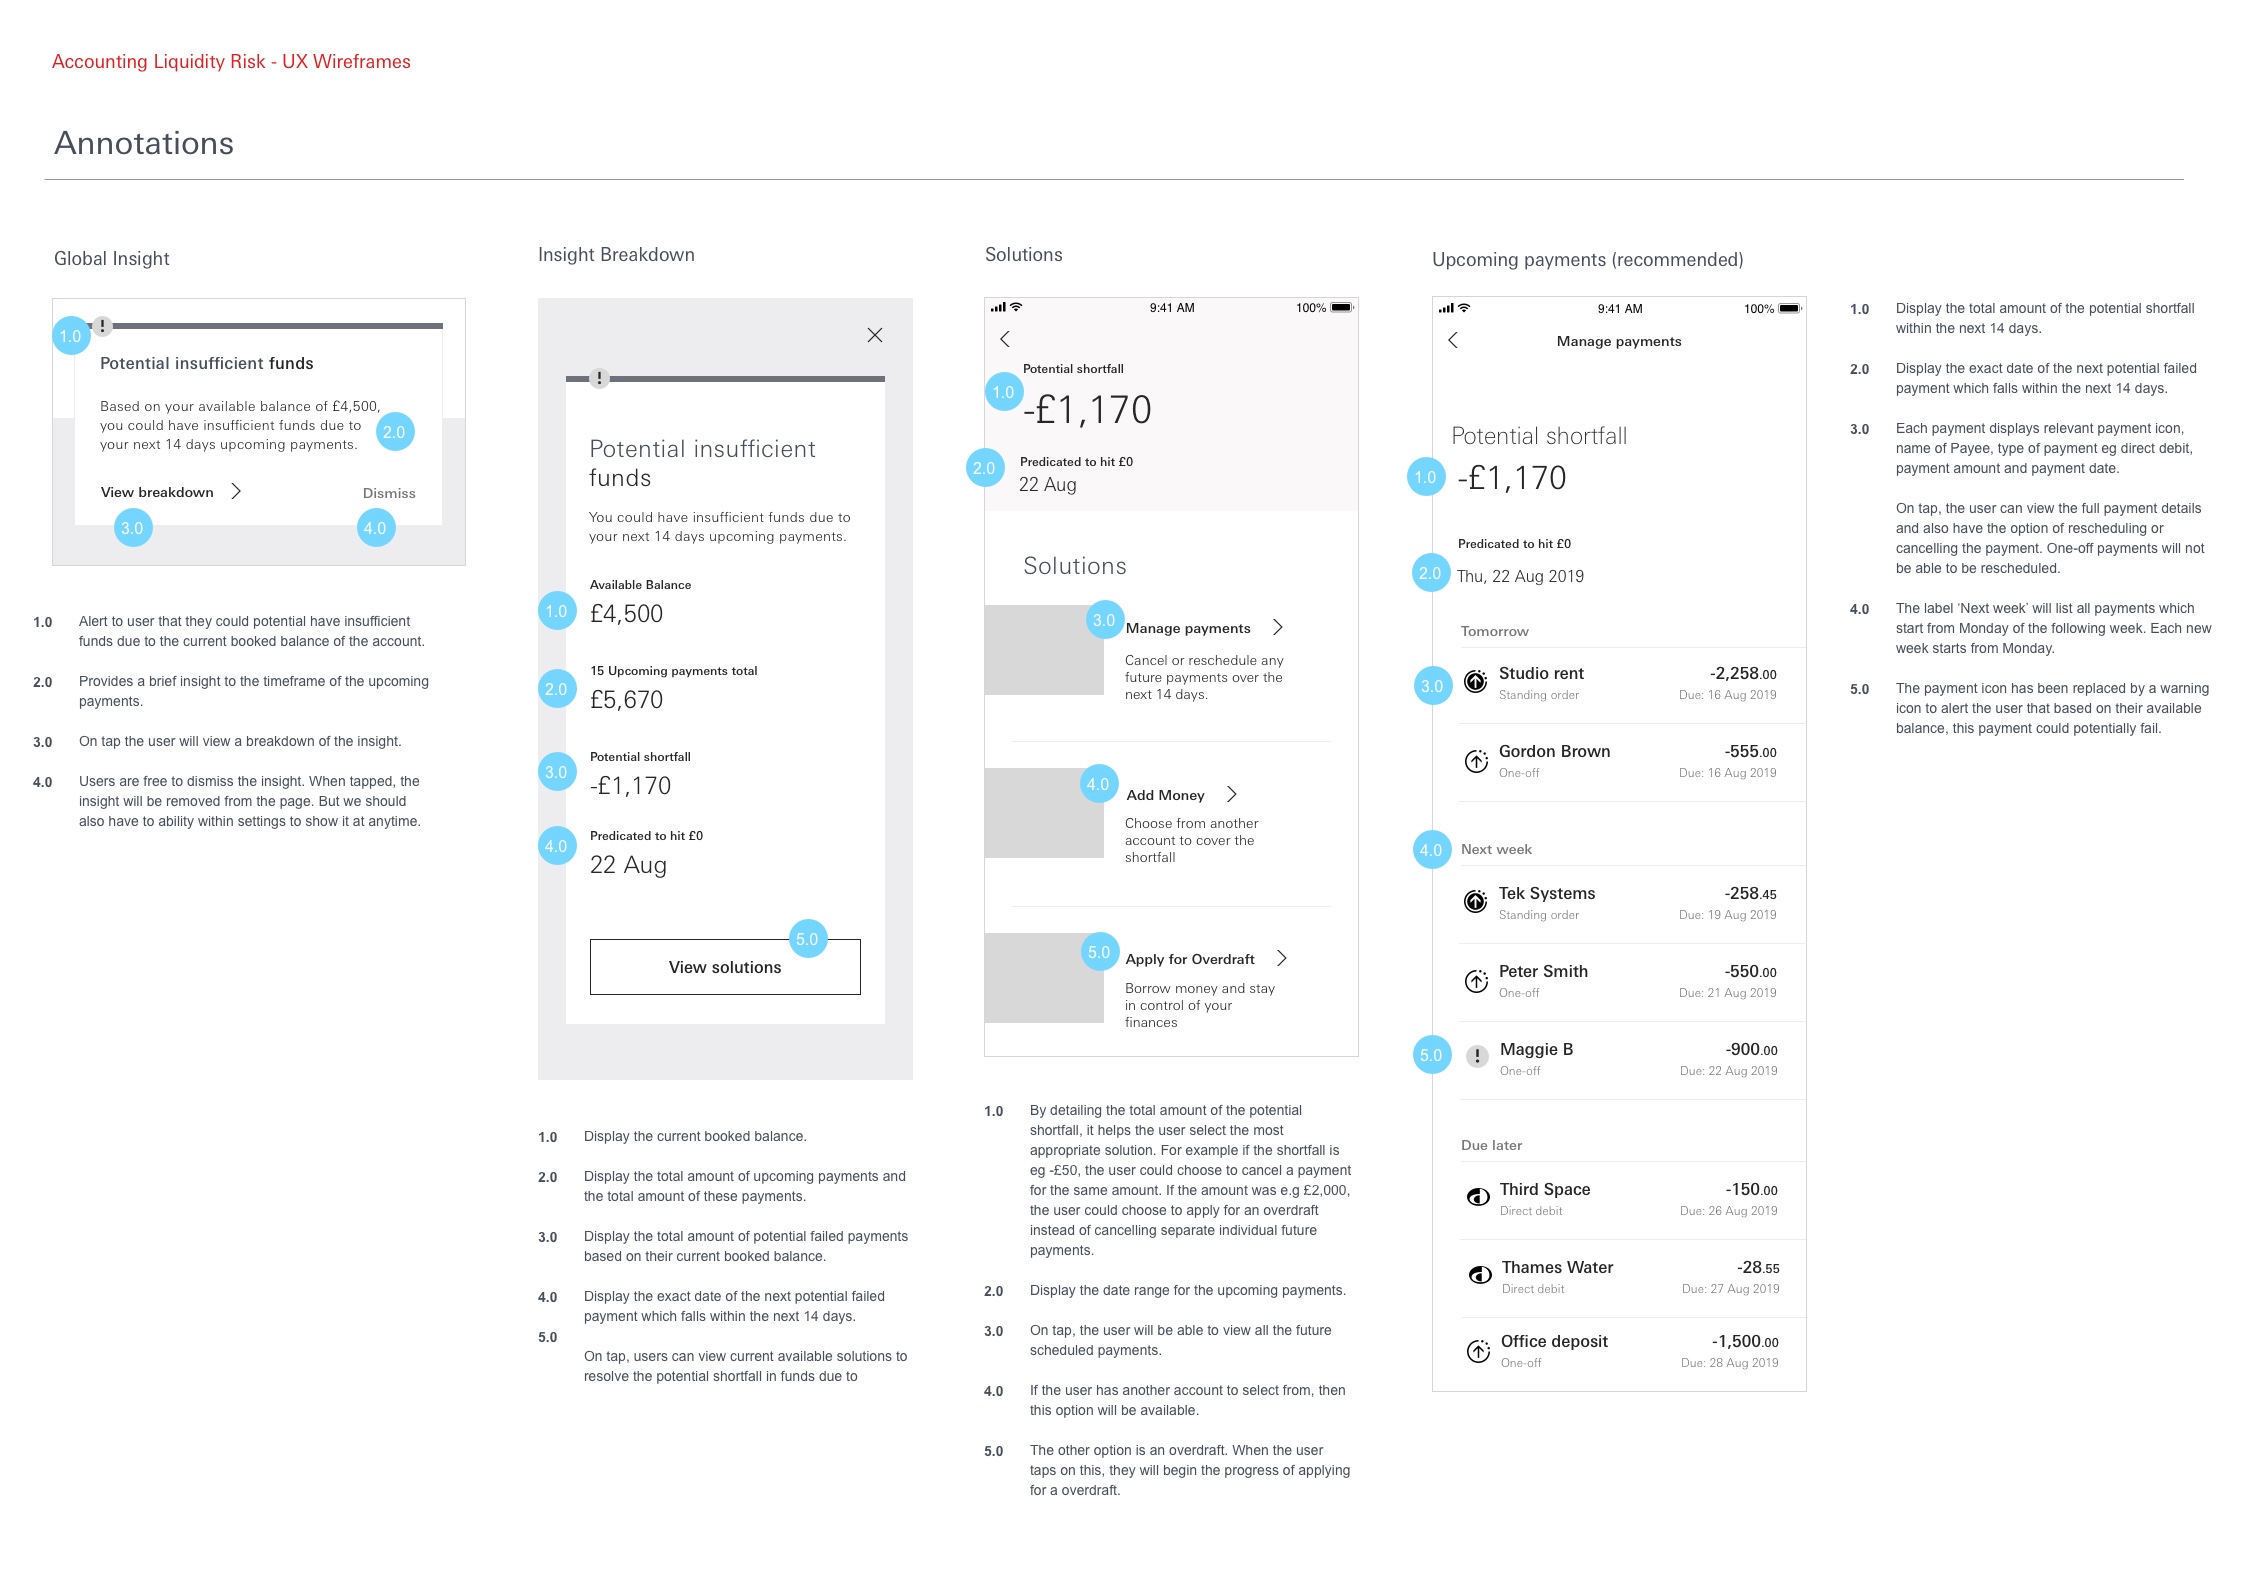 Accounting Liquidity Risk - UX Wireframes
Annotations
Global Insight
1.0
!
Potential insufficient funds
Based on your available balance of £4,500,
you could have insufficient funds due to
your next 14 days upcoming payments.
2.0
View breakdown
Dismiss
3.0
4.0
1.0 Alert to user that they could potential have insufficient
funds due to the current booked balance of the account.
2.0 Provides a brief insight to the timeframe of the upcoming
payments.
3.0 On tap the user will view a breakdown of the insight.
4.0 Users are free to dismiss the insight. When tapped, the
insight will be removed from the page. But we should
also have to ability within settings to show it at anytime.
Insight Breakdown
!
Potential insufficient
funds
You could have insufficient funds due to
your next 14 days upcoming payments.
Available Balance
1.0 £4,500
15 Upcoming payments total
2.0 £5,670
Potential shortfall
3.0 -£1,170
Predicated to hit £0
4.0 22 Aug
5.0
View solutions
1.0 Display the current booked balance.
2.0 Display the total amount of upcoming payments and
the total amount of these payments.
3.0 Display the total amount of potential failed payments
based on their current booked balance.
4.0 Display the exact date of the next potential failed
payment which falls within the next 14 days.
5.0
On tap, users can view current available solutions to
resolve the potential shortfall in funds due to
Solutions
9:41 AM 100%
Potential shortfall
1.0 -£1,170
2.0 Predicated to hit £0
22 Aug
Solutions
3.0 Manage payments
Cancel or reschedule any
future payments over the
next 14 days.
4.0 Add Money
Choose from another
account to cover the
shortfall
5.0 Apply for Overdraft
Borrow money and stay
in control of your
finances
1.0 By detailing the total amount of the potential
shortfall, it helps the user select the most
appropriate solution. For example if the shortfall is
eg -£50, the user could choose to cancel a payment
for the same amount. If the amount was e.g £2,000,
the user could choose to apply for an overdraft
instead of cancelling separate individual future
payments.
2.0 Display the date range for the upcoming payments.
3.0 On tap, the user will be able to view all the future
scheduled payments.
4.0 If the user has another account to select from, then
this option will be available.
5.0 The other option is an overdraft. When the user
taps on this, they will begin the progress of applying
for a overdraft.
Upcoming payments (recommended)
9:41 AM 100%
Manage payments
Potential shortfall
1.0 -£1,170
Predicated to hit £0
2.0 Thu, 22 Aug 2019
Tomorrow
3.0 Studio rent -2,258.00
Standing order Due: 16 Aug 2019
Gordon Brown -555.00
One-off Due: 16 Aug 2019
4.0 Next week
Tek Systems -258.45
Standing order Due: 19 Aug 2019
Peter Smith -550.00
One-off Due: 21 Aug 2019
5.0 ! Maggie B -900.00
One-off Due: 22 Aug 2019
Due later
Third Space -150.00
Direct debit Due: 26 Aug 2019
Thames Water -28.55
Direct debit Due: 27 Aug 2019
Office deposit -1,500.00
One-off Due: 28 Aug 2019
1.0 Display the total amount of the potential shortfall
within the next 14 days.
2.0 Display the exact date of the next potential failed
payment which falls within the next 14 days.
3.0 Each payment displays relevant payment icon,
name of Payee, type of payment eg direct debit,
payment amount and payment date.
On tap, the user can view the full payment details
and also have the option of rescheduling or
cancelling the payment. One-off payments will not
be able to be rescheduled.
4.0 The label ‘Next week’ will list all payments which
start from Monday of the following week. Each new
week starts from Monday.
5.0 The payment icon has been replaced by a warning
icon to alert the user that based on their available
balance, this payment could potentially fail.